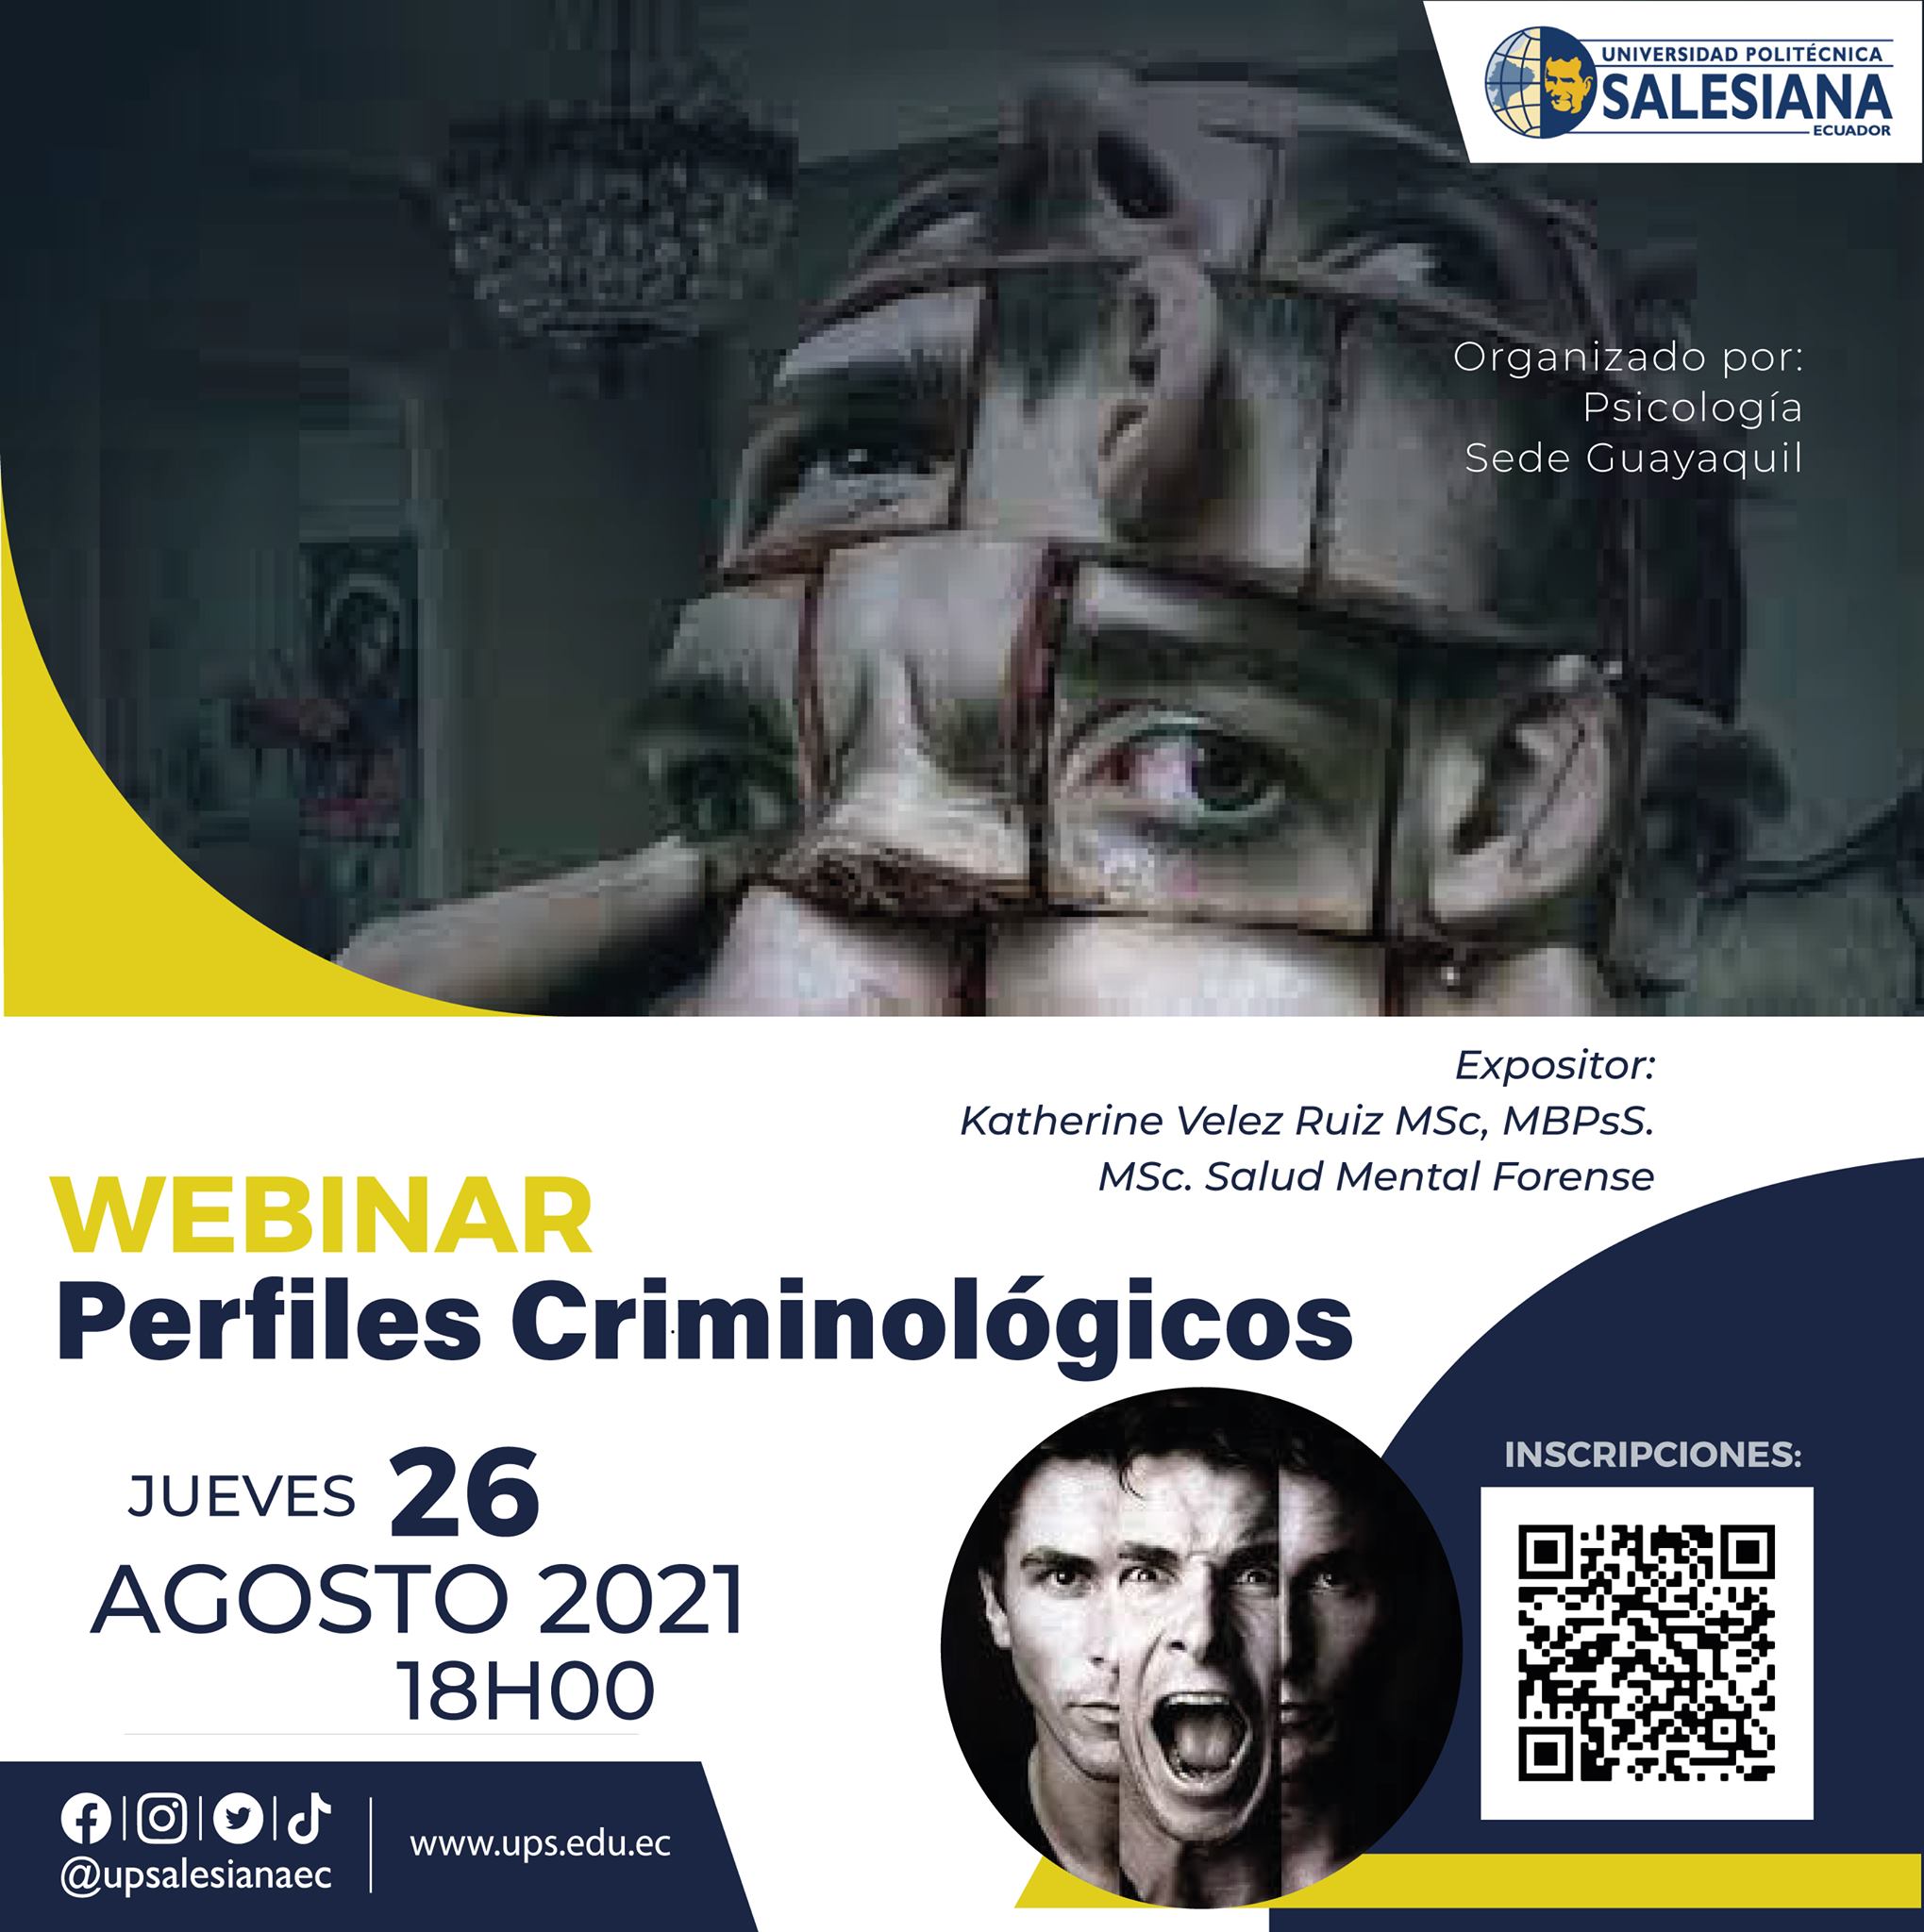 UNIVERSIDAD POLITÉCNICA
SALESIANA
ECUADOR
Organizado por:
Psicología
Sede Guayaquil
Expositor:
Katherine Velez Ruiz MSc, MBPsS.
MSc. Salud Mental Forense
WEBINAR
Perfiles Criminológicos
JUEVES 26
AGOSTO 2021
18H00
INSCRIPCIONES:
@upsalesianaec
www.ups.edu.ec